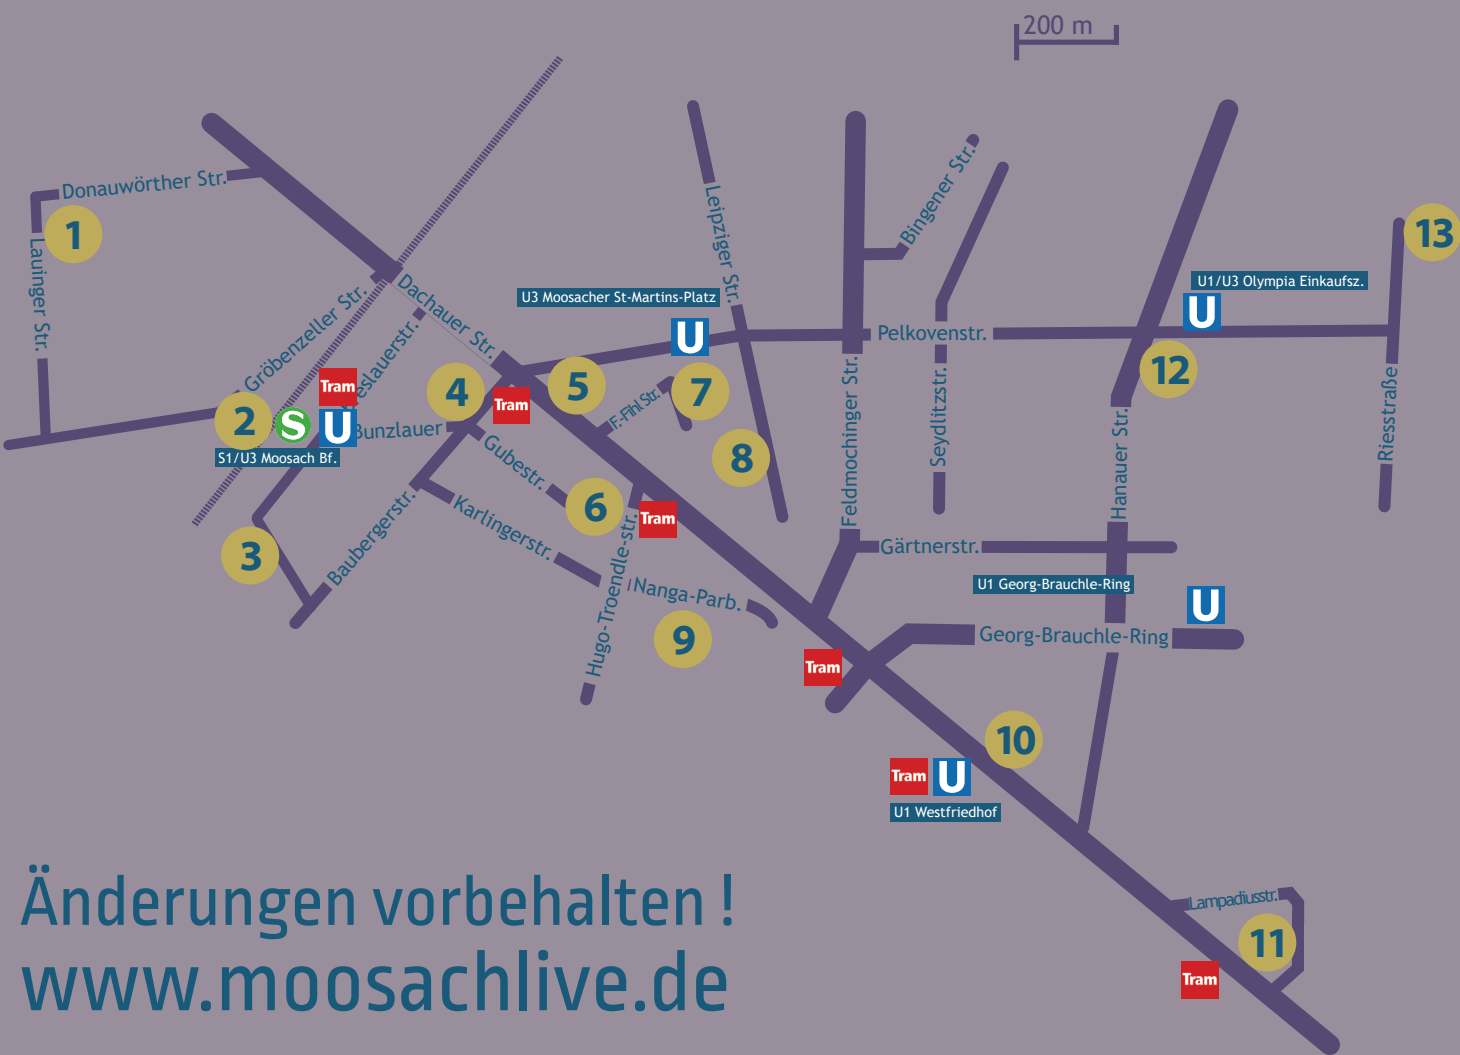 200 m
Donauwörther Str.
1
Lauinger Str.
Leipziger Str.
Bingener Str.
13
Gröbenzeller Str.
Dachauer Str.
U3 Moosacher St-Martins-Platz
U
U1/U3 Olympia Einkaufsz.
U
Pelkovenstr.
eslauerstr.
Tram
2
S
U
S1/U3 Moosach Bf.
4
Tram
5
F.-Fihl Str.
7
12
Bunzlauer
Gubestr.
8
Feldmochinger Str.
Seydlitzstr.
Hanauer Str.
Riesstraße
3
Baubergerstr.
Karlingerstr.
6
Tram
Hugo-Troendle-str.
Nanga-Parb.
9
Gärtnerstr.
U1 Georg-Brauchle-Ring
U
Georg-Brauchle-Ring
Tram
10
Tram
U
U1 Westfriedhof
Lampadiusstr.
11
Tram
Änderungen vorbehalten !
www.moosachlive.de